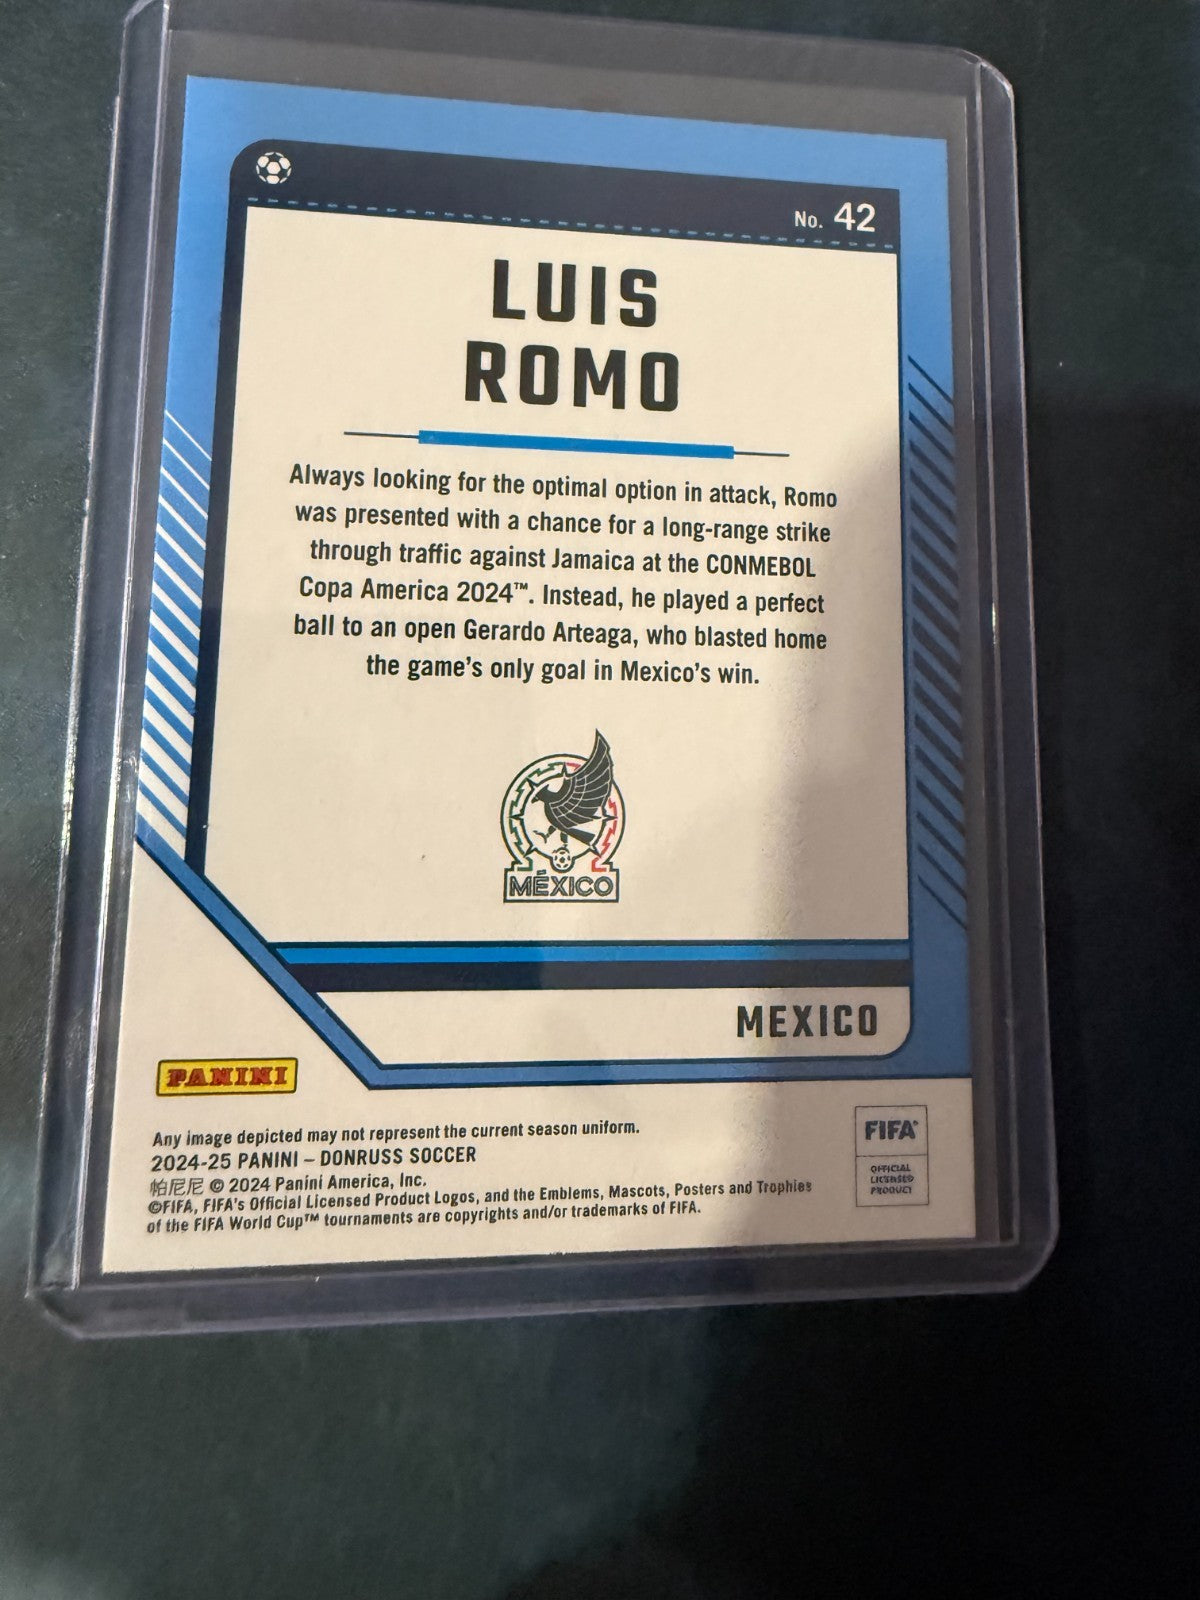 No. 42
LUIS
ROMO
Always looking for the optimal option in attack, Romo
was presented with a chance for a long-range strike
through traffic against Jamaica at the CONMEBOL
Copa America 2024™. Instead, he played a perfect
ball to an open Gerardo Arteaga, who blasted home
the game's only goal in Mexico's win.
MÉXICO
MEXICO
PANINI
Any image depicted may not represent the current season uniform.
2024-25 PANINI – DONRUSS SOCCER
帕尼尼 © 2024 Panini America, Inc.
©FIFA, FIFA's Official Licensed Product Logos, and the Emblems, Mascots, Posters and Trophies
of the FIFA World Cup™ tournaments are copyrights and/or trademarks of FIFA.
FIFA®
OFFICIAL
LICENSED
PRODUCT